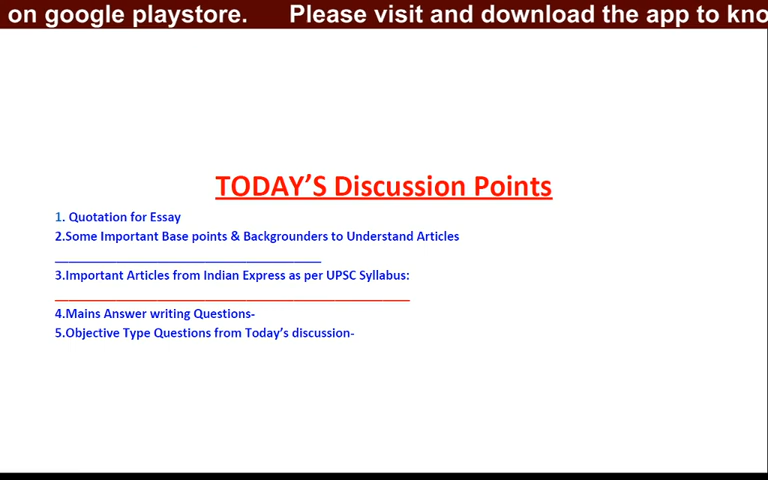 on google playstore. Please visit and download the app to kno
TODAY’S Discussion Points
1. Quotation for Essay
2.Some Important Base points & Backgrounders to Understand Articles
3.Important Articles from Indian Express as per UPSC Syllabus:
4.Mains Answer writing Questions-
5.Objective Type Questions from Today’s discussion-